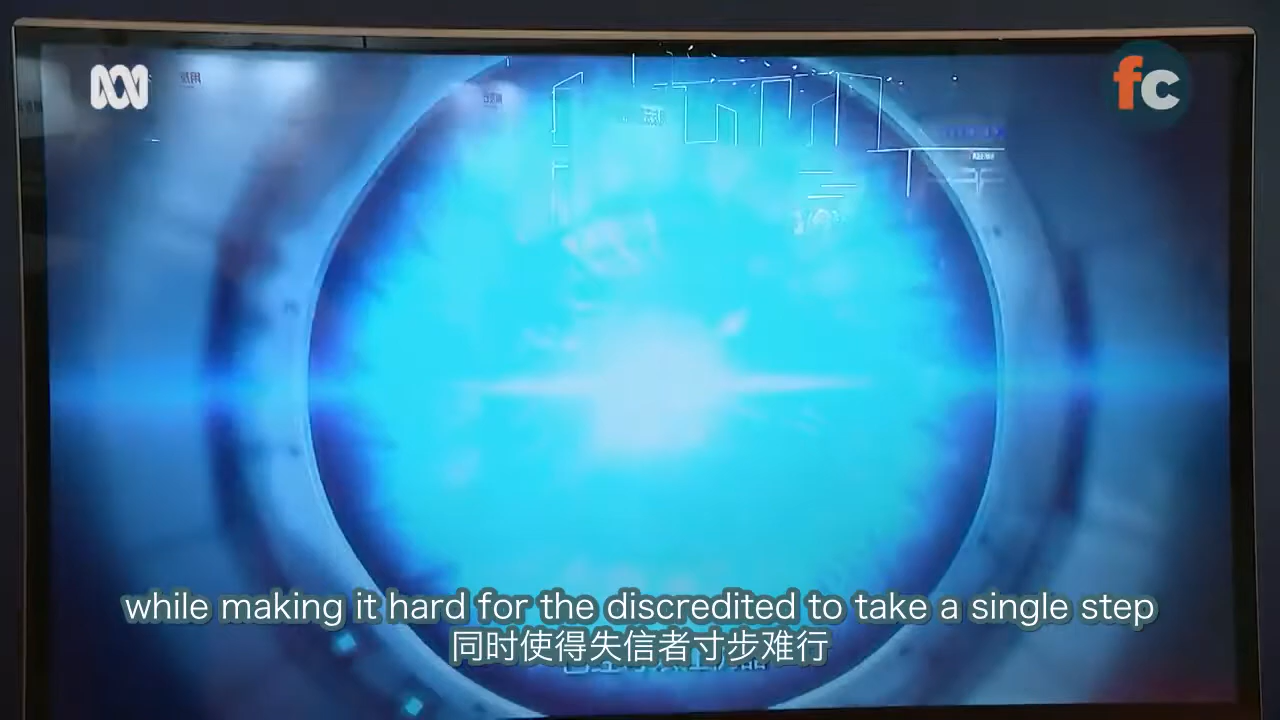 fc
while making it hard for the discredited to take a single step
同时使得失信者寸步难行